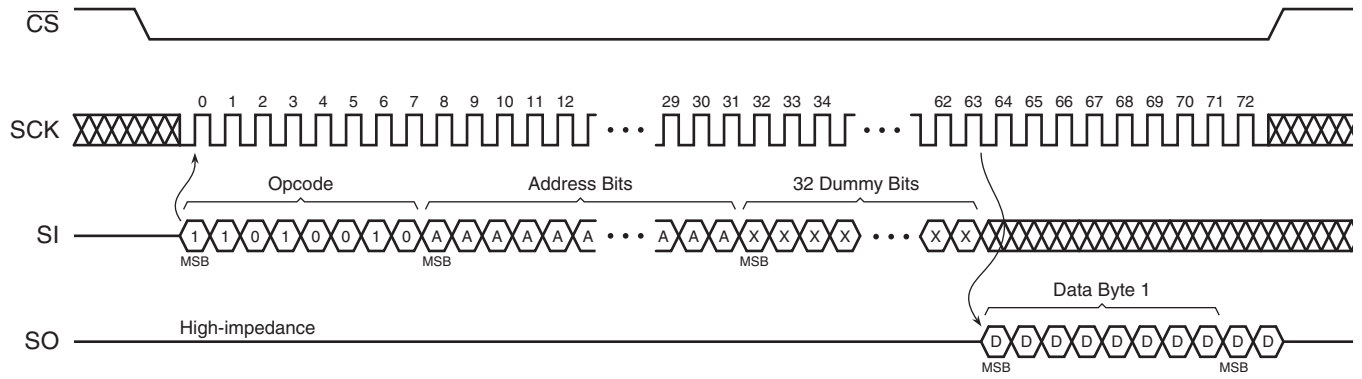 CS
0 1 2 3 4 5 6 7 8 9 10 11 12 29 30 31 32 33 34 62 63 64 65 66 67 68 69 70 71 72
SCK
Opcode Address Bits 32 Dummy Bits
SI 1 1 0 1 0 0 1 0 A A A A A A A A A X X X X X X
MSB MSB MSB
Data Byte 1
High-impedance
SO D D D D D D D D D D
MSB MSB